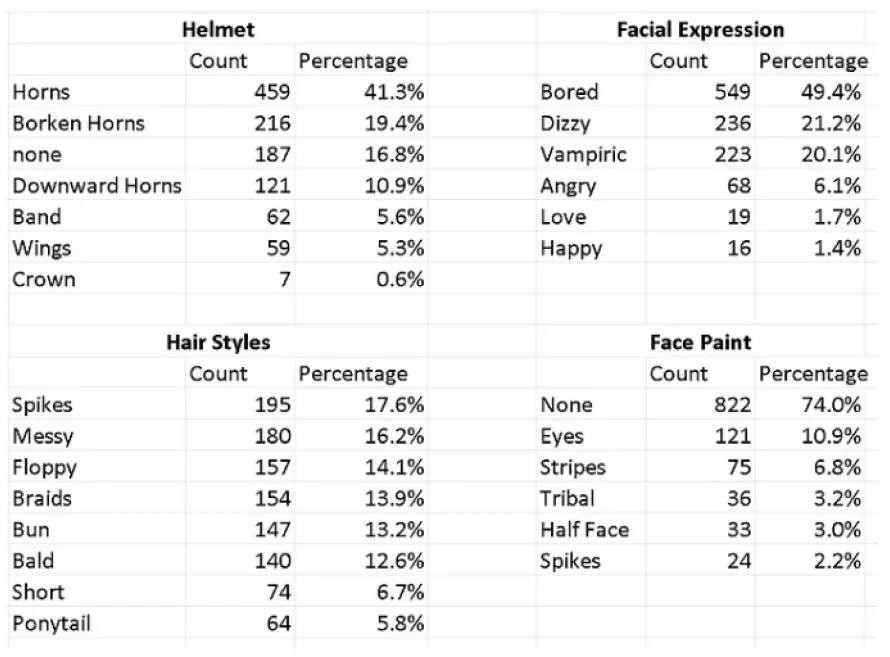 Helmet
Count Percentage
Horns 459 41.3%
Borken Horns 216 19.4%
none 187 16.8%
Downward Horns 121 10.9%
Band 62 5.6%
Wings 59 5.3%
Crown 7 0.6%
Facial Expression
Count Percentage
Bored 549 49.4%
Dizzy 236 21.2%
Vampiric 223 20.1%
Angry 68 6.1%
Love 19 1.7%
Happy 16 1.4%
Hair Styles
Count Percentage
Spikes 195 17.6%
Messy 180 16.2%
Floppy 157 14.1%
Braids 154 13.9%
Bun 147 13.2%
Bald 140 12.6%
Short 74 6.7%
Ponytail 64 5.8%
Face Paint
Count Percentage
None 822 74.0%
Eyes 121 10.9%
Stripes 75 6.8%
Tribal 36 3.2%
Half Face 33 3.0%
Spikes 24 2.2%